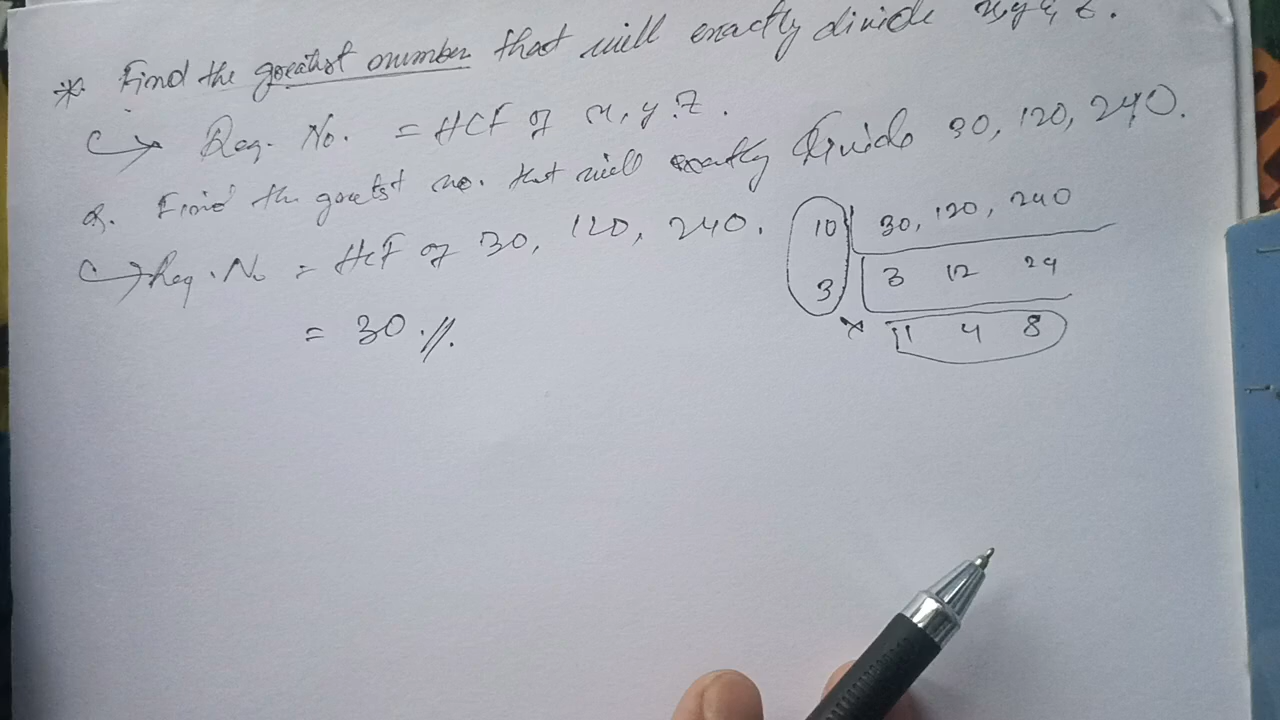 * Find the greatest number that will exactly divide x, y & z.
↪ Req. No. = HCF of x, y, z.
Q. Find the greatst no. that will exactly divide 30, 120, 240.
↪ Req. No = HCF of 30, 120, 240.
= 30 //.
10 | 30, 120, 240
3 | 3 12 24
x 1 4 8